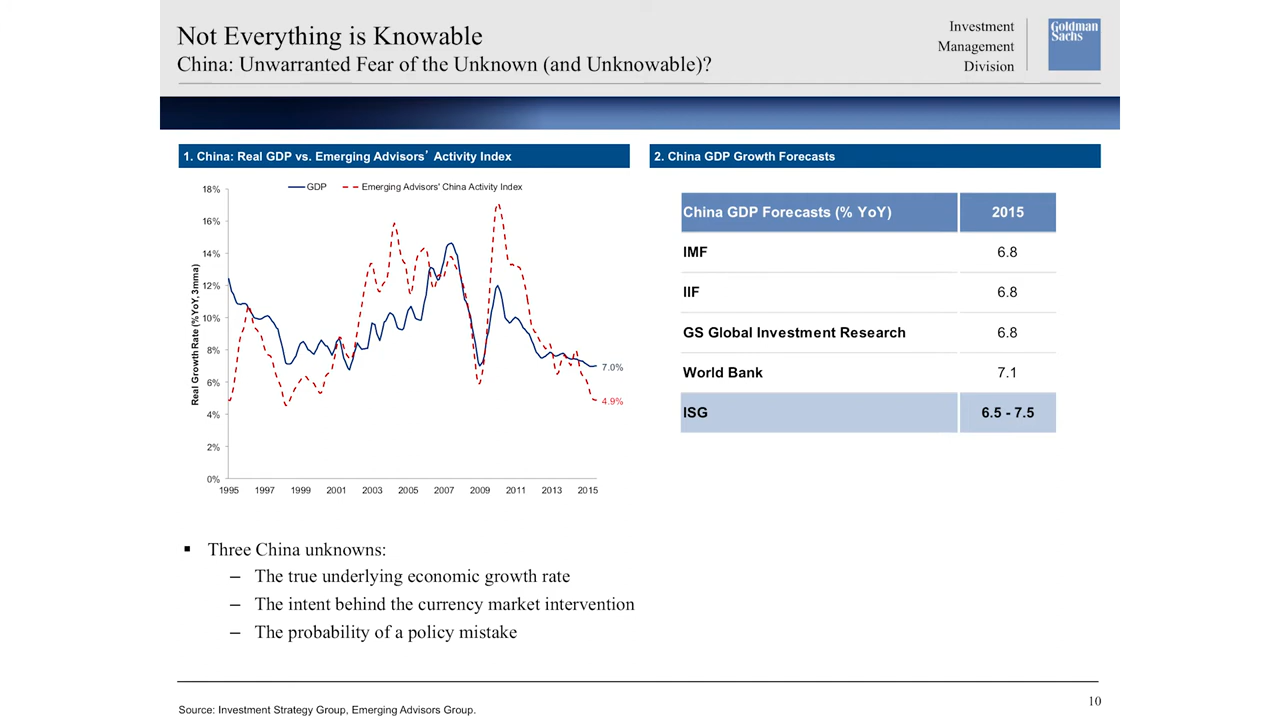 Not Everything is Knowable
China: Unwarranted Fear of the Unknown (and Unknowable)?
Investment
Management
Division
Goldman
Sachs
1. China: Real GDP vs. Emerging Advisors' Activity Index
GDP
Emerging Advisors' China Activity Index
Real Growth Rate (%YoY, 3mma)
18%
16%
14%
12%
10%
8%
6%
4%
2%
0%
7.0%
4.9%
1995 1997 1999 2001 2003 2005 2007 2009 2011 2013 2015
2. China GDP Growth Forecasts
China GDP Forecasts (% YoY) 2015
IMF 6.8
IIF 6.8
GS Global Investment Research 6.8
World Bank 7.1
ISG 6.5 - 7.5
▪ Three China unknowns:
– The true underlying economic growth rate
– The intent behind the currency market intervention
– The probability of a policy mistake
Source: Investment Strategy Group, Emerging Advisors Group.
10